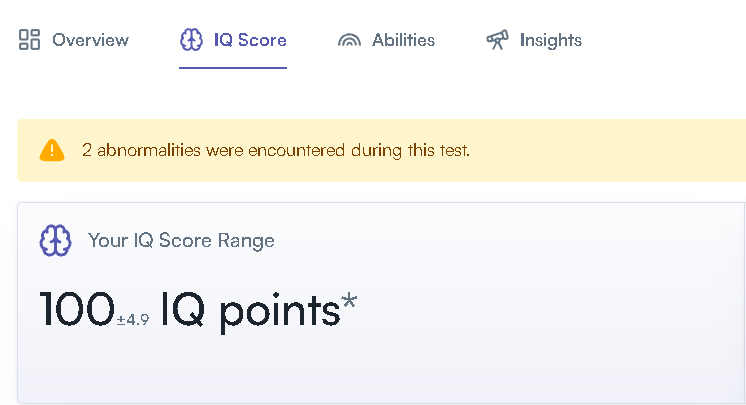 Overview IQ Score Abilities Insights
2 abnormalities were encountered during this test.
Your IQ Score Range
100±4.9 IQ points*